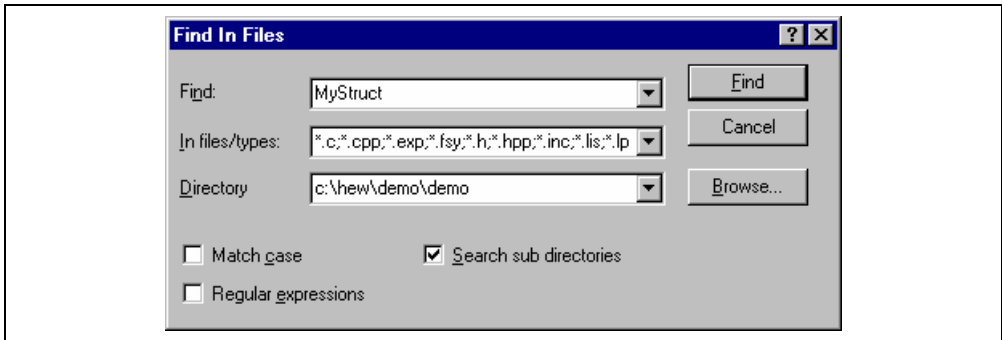 Find In Files
Find:
MyStruct
Find
In files/types:
*.c;*.cpp;*.exp;*.fsy;*.h;*.hpp;*.inc;*.lis;*.lp
Cancel
Directory
c:\hew\demo\demo
Browse...
Match case
Search sub directories
Regular expressions